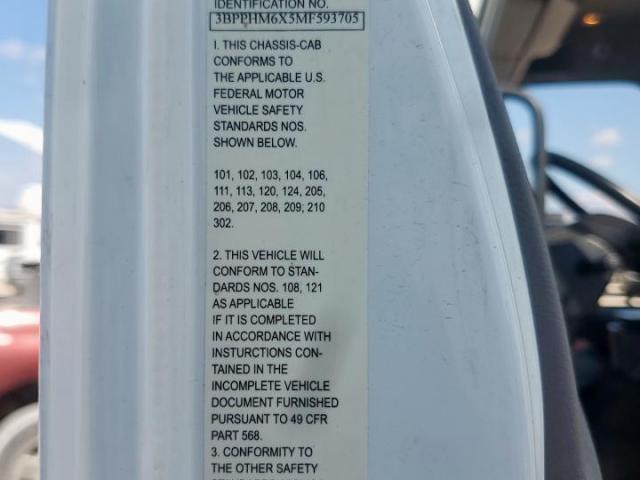 IDENTIFICATION NO.
3BPPHM6X5MF593705
I. THIS CHASSIS-CAB
CONFORMS TO
THE APPLICABLE U.S.
FEDERAL MOTOR
VEHICLE SAFETY
STANDARDS NOS.
SHOWN BELOW.
101, 102, 103, 104, 106,
111, 113, 120, 124, 205,
206, 207, 208, 209, 210
302.
2. THIS VEHICLE WILL
CONFORM TO STAN-
DARDS NOS. 108, 121
AS APPLICABLE
IF IT IS COMPLETED
IN ACCORDANCE WITH
INSTURCTIONS CON-
TAINED IN THE
INCOMPLETE VEHICLE
DOCUMENT FURNISHED
PURSUANT TO 49 CFR
PART 568.
3. CONFORMITY TO
THE OTHER SAFETY